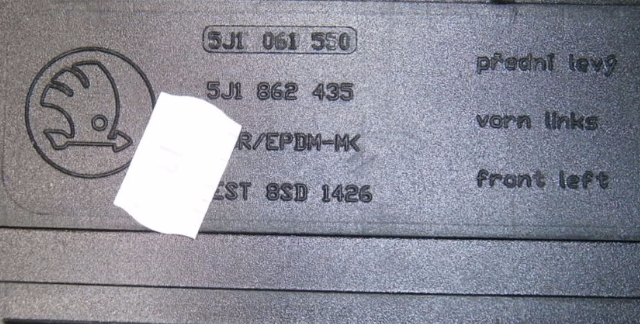 5J1 061 550
5J1 862 435
R/EPDM-MK
EST 8SD 1426
přední levý
vorn links
front left